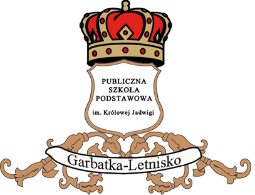 PUBLICZNA
SZKOŁA
PODSTAWOWA
im. Królowej Jadwigi
Garbatka-Letnisko